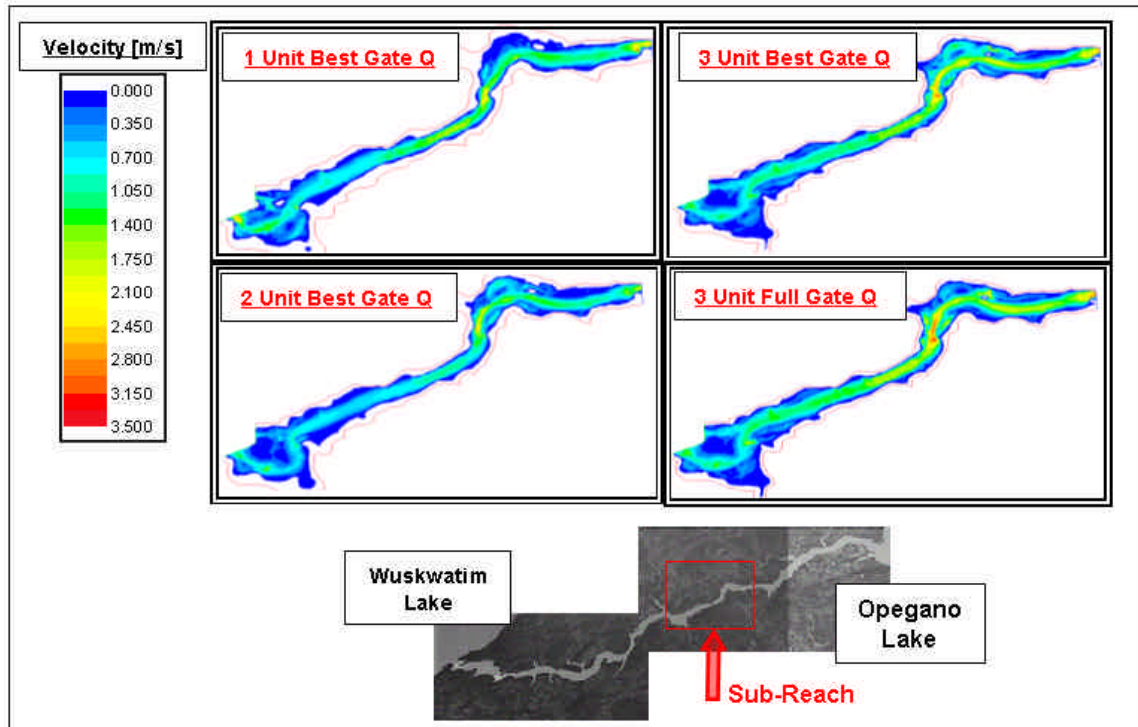 Velocity [m/s]
0.000
0.350
0.700
1.050
1.400
1.750
2.100
2.450
2.800
3.150
3.500
1 Unit Best Gate Q
3 Unit Best Gate Q
2 Unit Best Gate Q
3 Unit Full Gate Q
Wuskwatim
Lake
Opegano
Lake
Sub-Reach